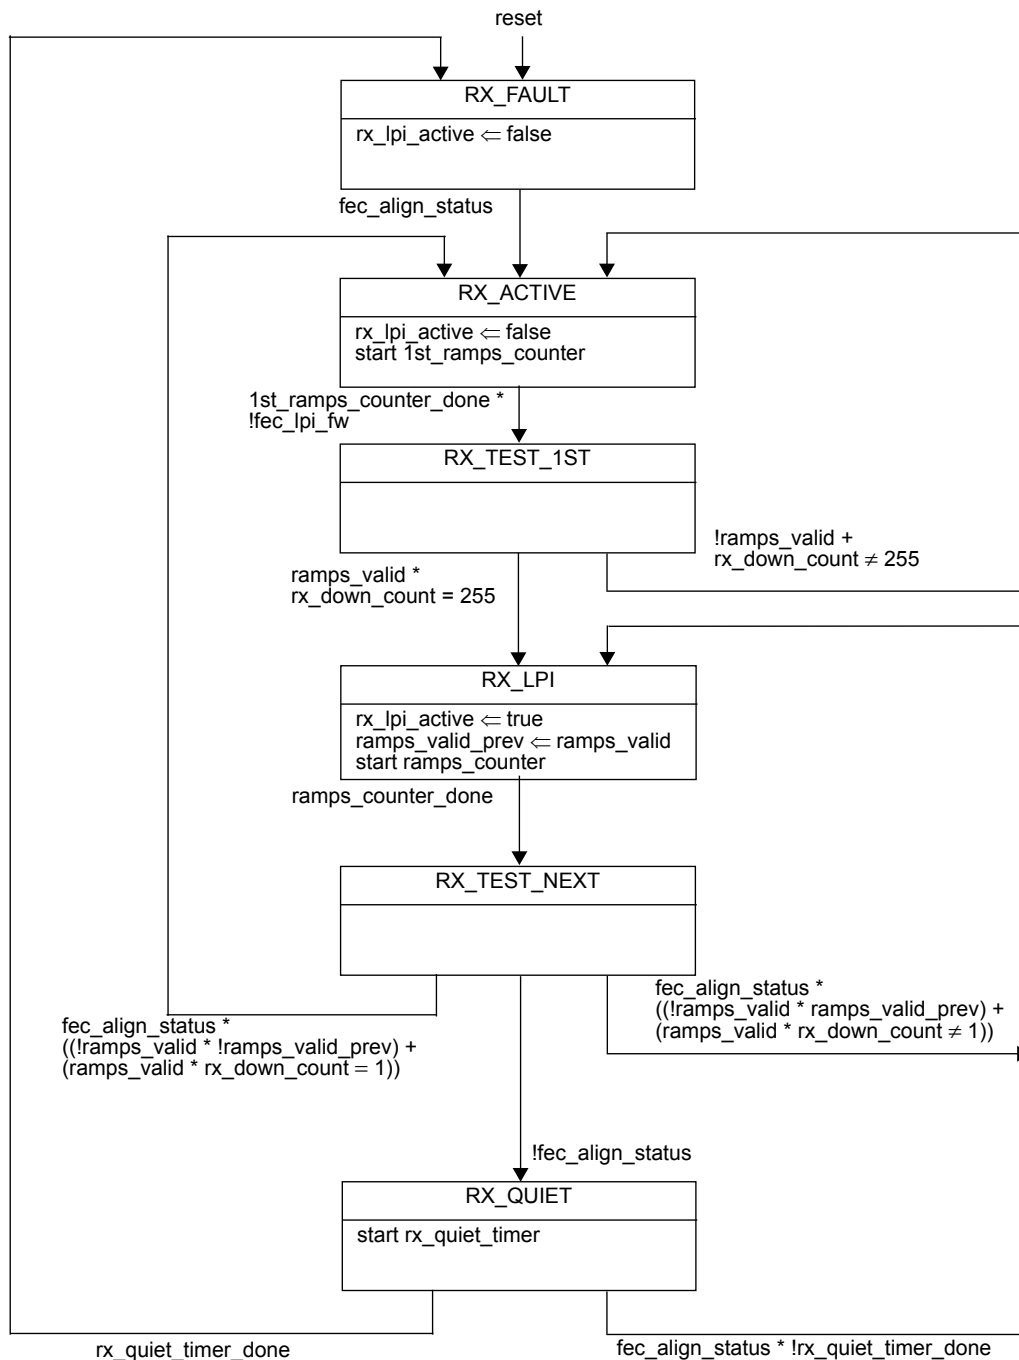 reset
RX_FAULT
rx_lpi_active ⇐ false
fec_align_status
RX_ACTIVE
rx_lpi_active ⇐ false
start 1st_ramps_counter
1st_ramps_counter_done *
!fec_lpi_fw
RX_TEST_1ST
!ramps_valid +
rx_down_count ≠ 255
ramps_valid *
rx_down_count = 255
RX_LPI
rx_lpi_active ⇐ true
ramps_valid_prev ⇐ ramps_valid
start ramps_counter
ramps_counter_done
RX_TEST_NEXT
fec_align_status *
((!ramps_valid * ramps_valid_prev) +
(ramps_valid * rx_down_count ≠ 1))
fec_align_status *
((!ramps_valid * !ramps_valid_prev) +
(ramps_valid * rx_down_count = 1))
!fec_align_status
RX_QUIET
start rx_quiet_timer
rx_quiet_timer_done
fec_align_status * !rx_quiet_timer_done